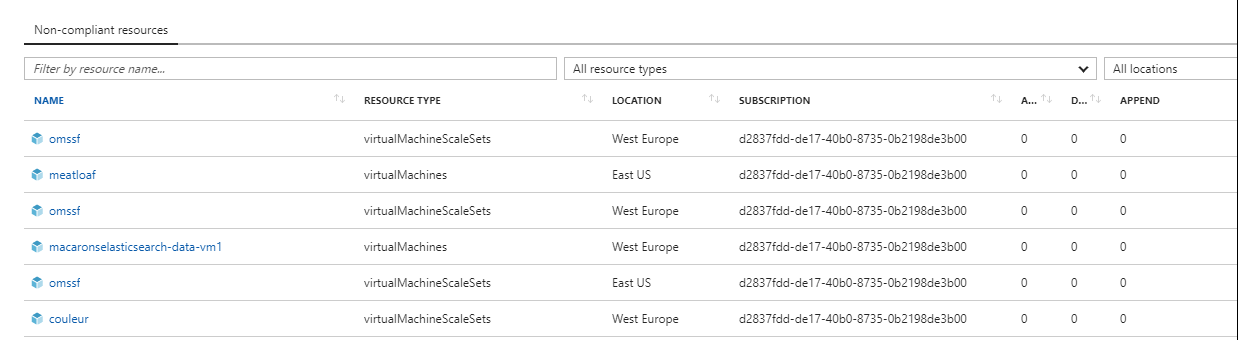 Non-compliant resources
Filter by resource name... All resource types All locations
NAME RESOURCE TYPE LOCATION SUBSCRIPTION A... D... APPEND
omssf virtualMachineScaleSets West Europe d2837fdd-de17-40b0-8735-0b2198de3b00 0 0 0
meatloaf virtualMachines East US d2837fdd-de17-40b0-8735-0b2198de3b00 0 0 0
omssf virtualMachineScaleSets West Europe d2837fdd-de17-40b0-8735-0b2198de3b00 0 0 0
macaronselasticsearch-data-vm1 virtualMachines West Europe d2837fdd-de17-40b0-8735-0b2198de3b00 0 0 0
omssf virtualMachineScaleSets East US d2837fdd-de17-40b0-8735-0b2198de3b00 0 0 0
couleur virtualMachineScaleSets West Europe d2837fdd-de17-40b0-8735-0b2198de3b00 0 0 0